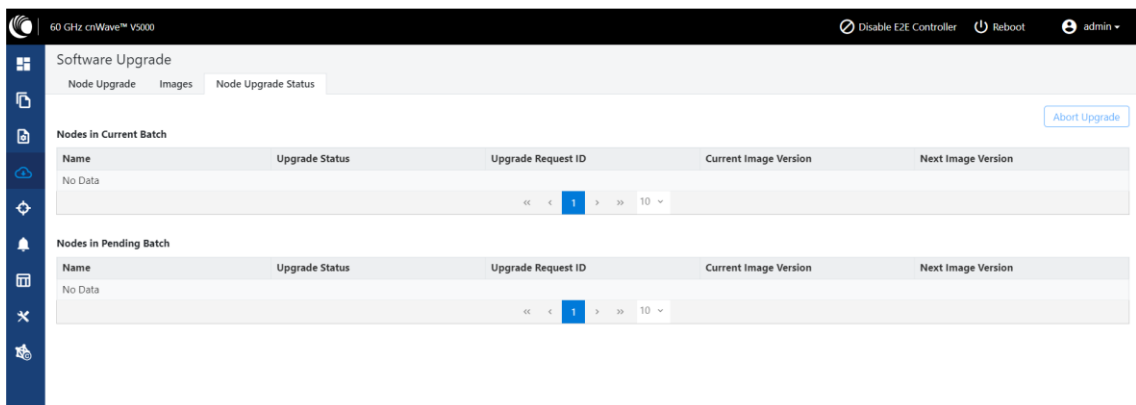 60 GHz cnWave™ V5000 Disable E2E Controller Reboot admin
Software Upgrade
Node Upgrade Images Node Upgrade Status
Abort Upgrade
Nodes in Current Batch
Name Upgrade Status Upgrade Request ID Current Image Version Next Image Version
No Data
« ‹ 1 › » 10
Nodes in Pending Batch
Name Upgrade Status Upgrade Request ID Current Image Version Next Image Version
No Data
« ‹ 1 › » 10